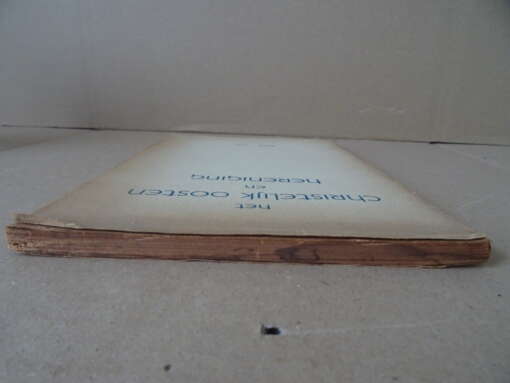 het
christelijk oosten
en
hereniging